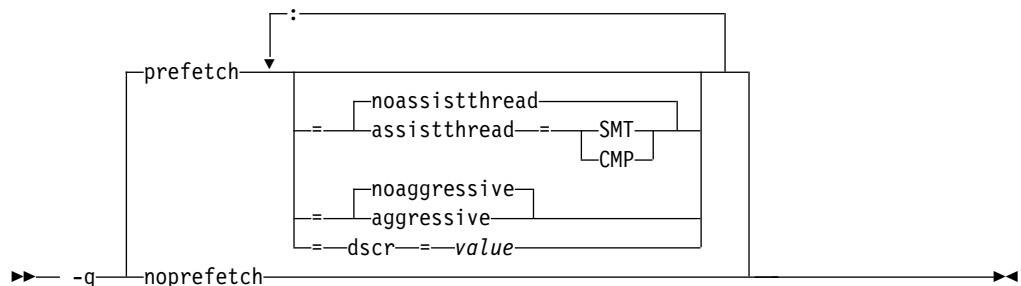 :
prefetch
noassistthread
= assistthread = SMT
CMP
noaggressive
= aggressive
= dscr = value
-q noprefetch